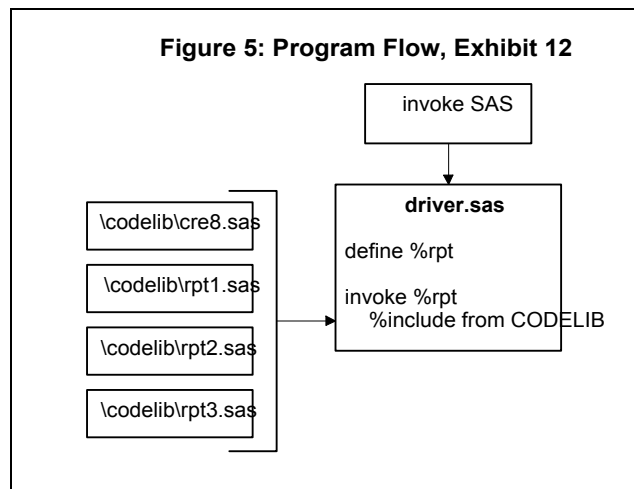 Figure 5: Program Flow, Exhibit 12
invoke SAS
driver.sas
define %rpt
invoke %rpt
%include from CODELIB
\codelib\cre8.sas
\codelib\rpt1.sas
\codelib\rpt2.sas
\codelib\rpt3.sas